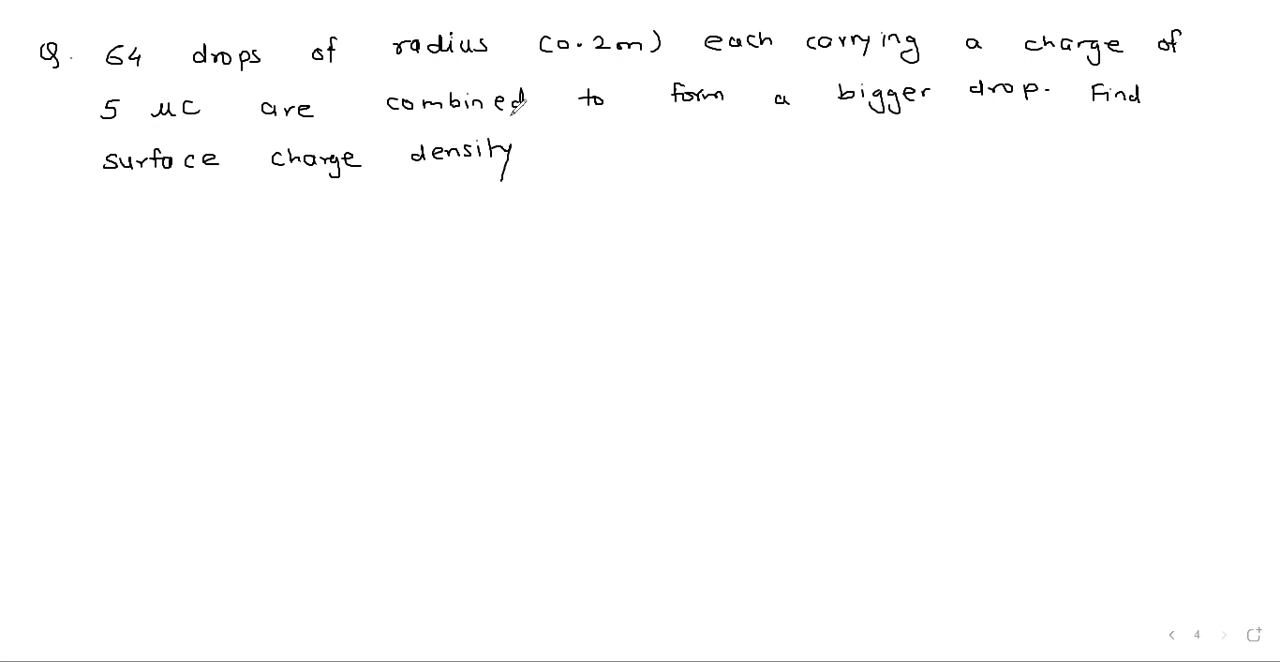 Q. 64 drops of radius (0.2m) each carrying a charge of
5 μC are combined to form a bigger drop. Find
surface charge density
4